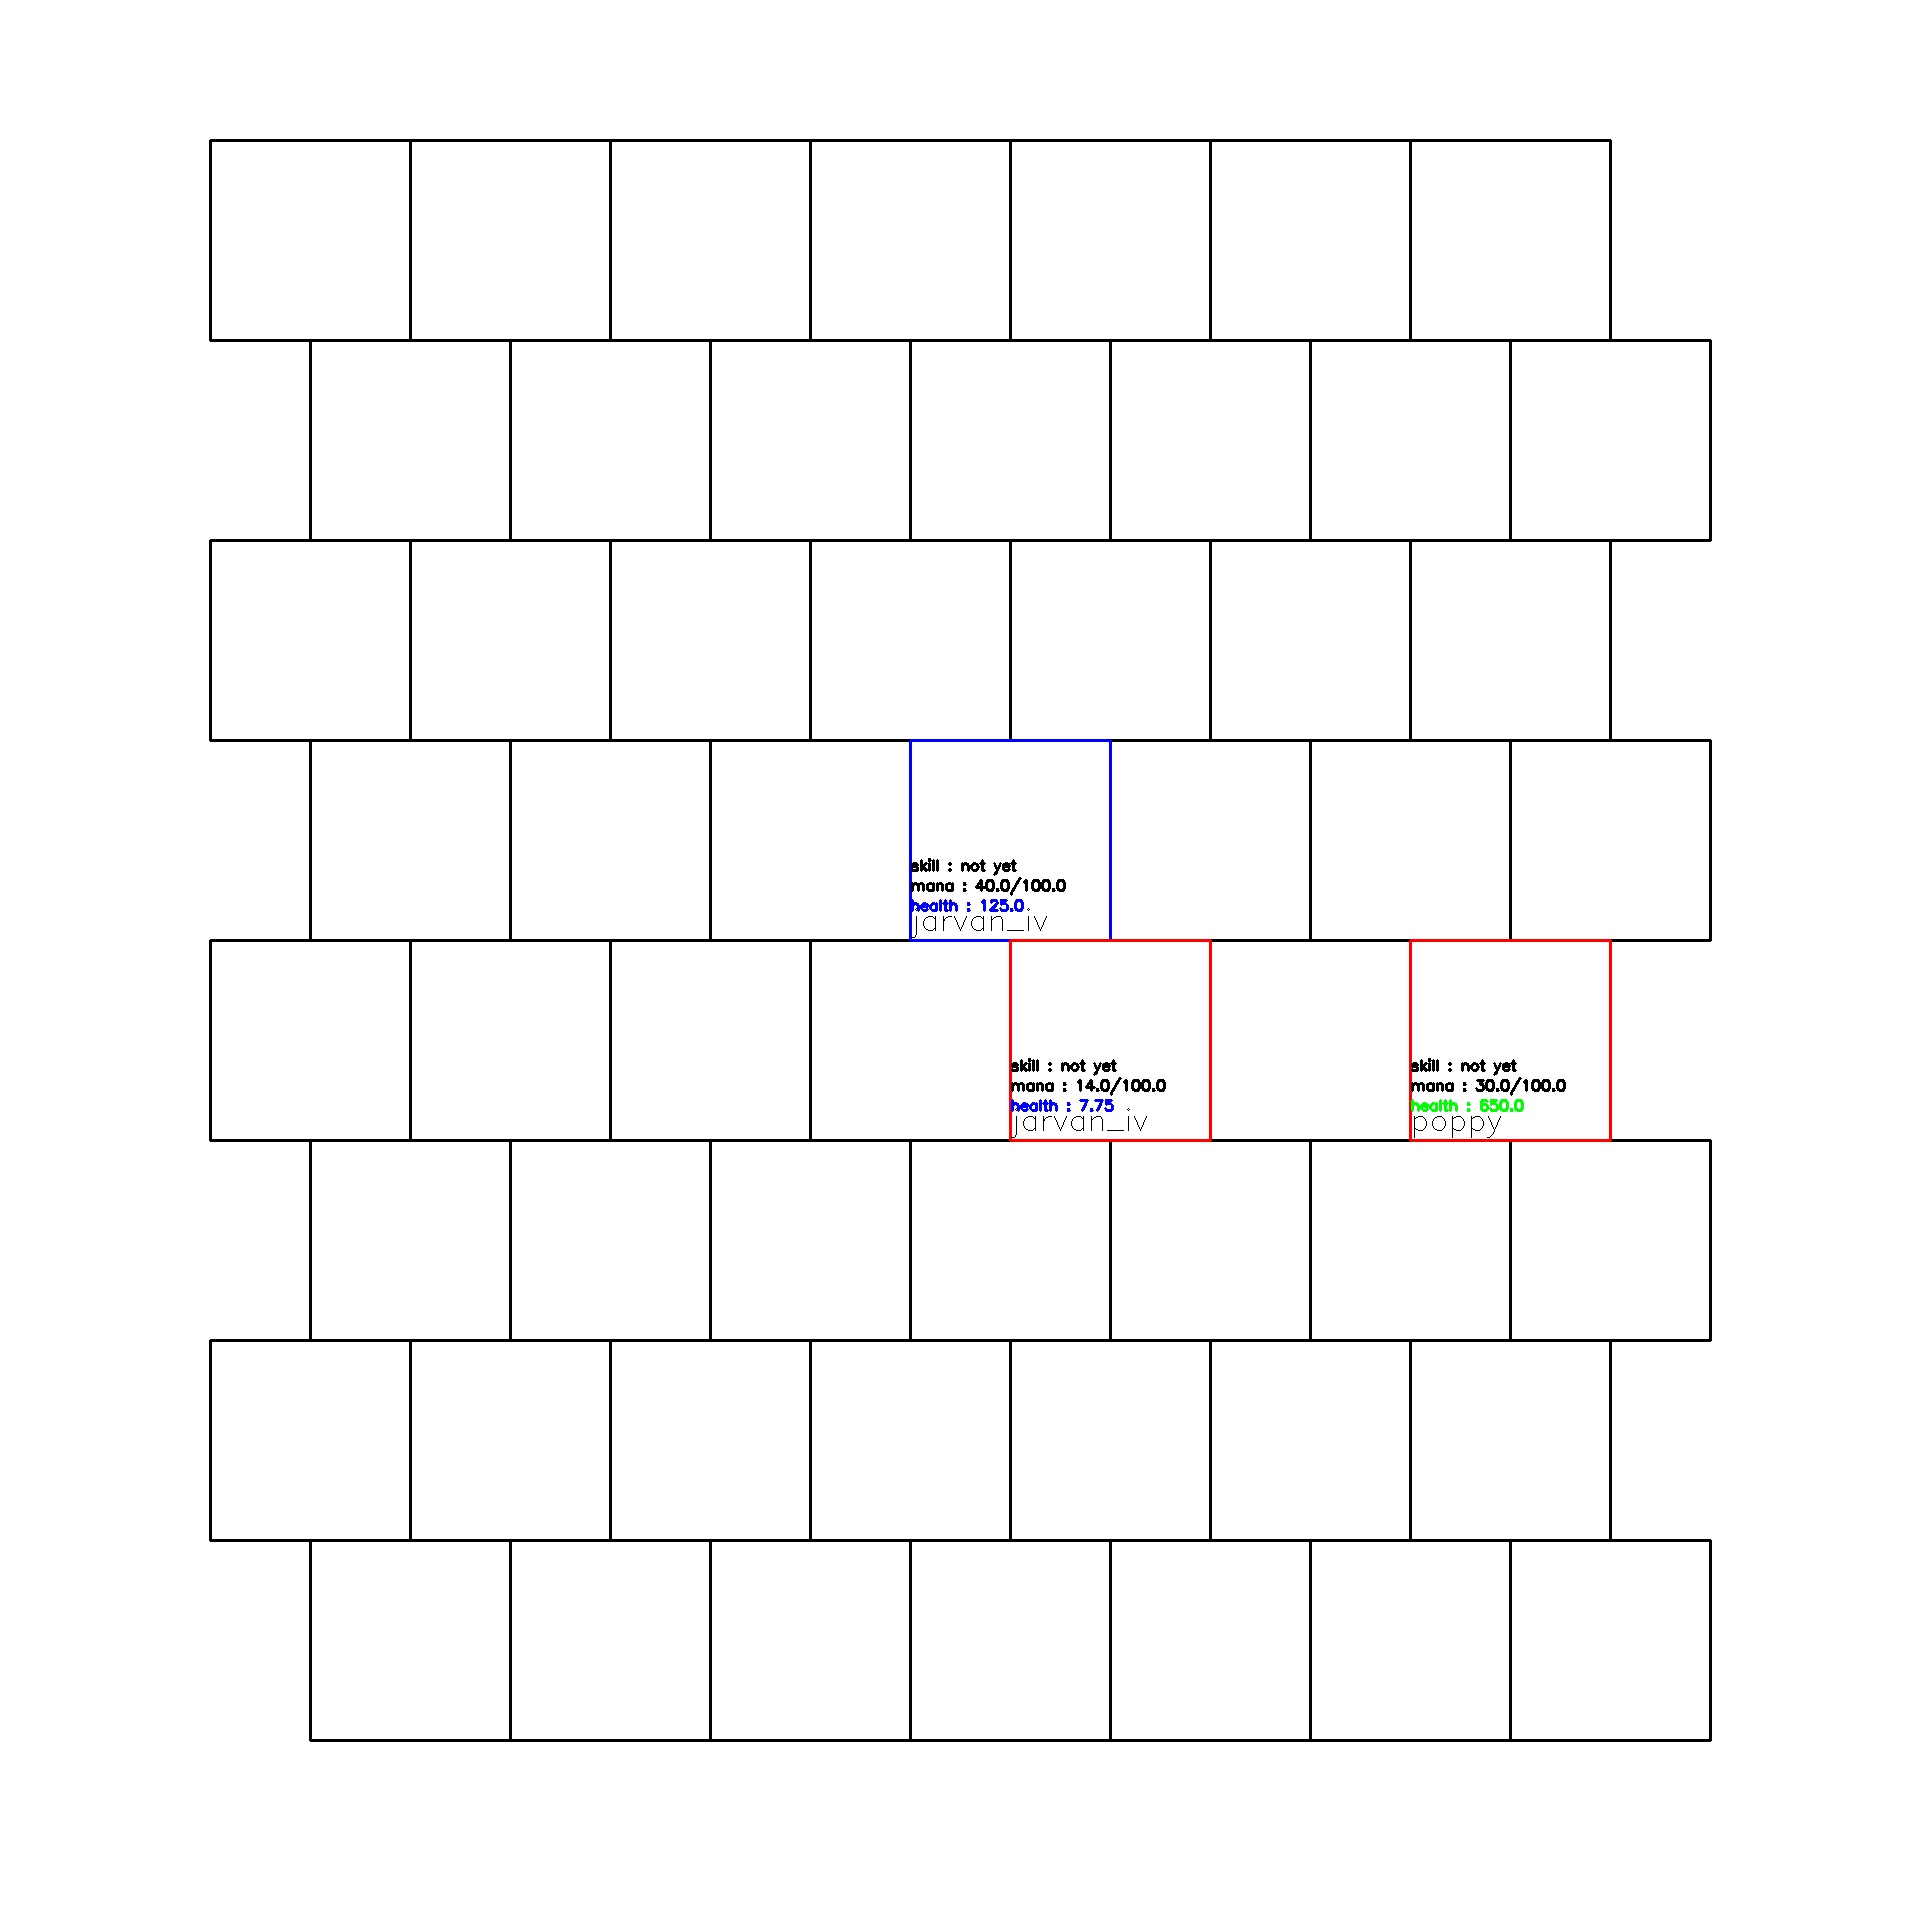 skill : not yet
mana : 40.0/100.0
health : 125.0
jarvan_iv
skill : not yet
mana : 14.0/100.0
health : 7.75
jarvan_iv
skill : not yet
mana : 30.0/100.0
health : 650.0
poppy